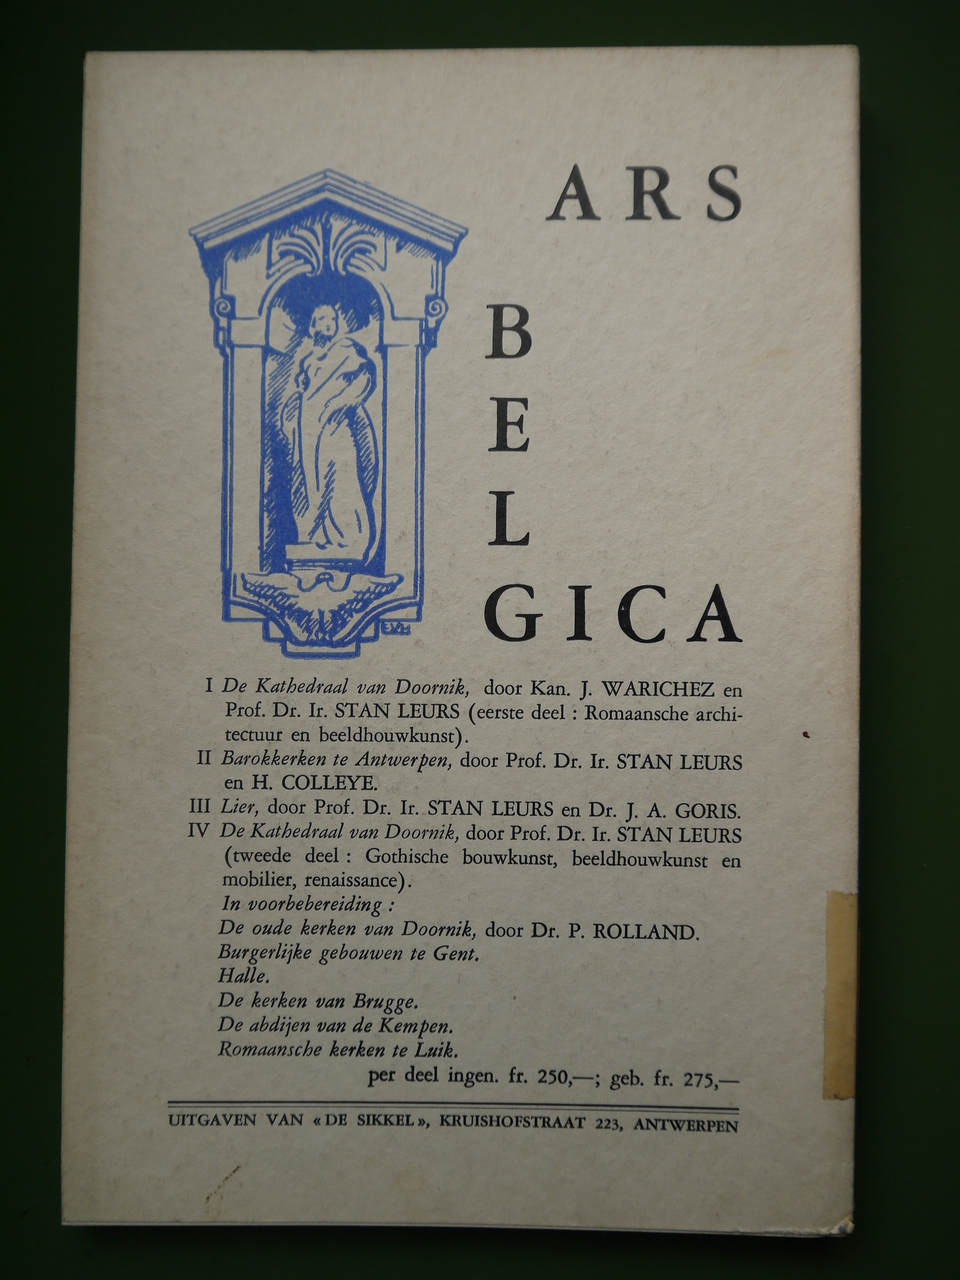 ARS
BELGICA
I De Kathedraal van Doornik, door Kan. J. WARICHEZ en
Prof. Dr. Ir. STAN LEURS (eerste deel : Romaansche archi-
tectuur en beeldhouwkunst).
II Barokkerken te Antwerpen, door Prof. Dr. Ir. STAN LEURS
en H. COLLEYE.
III Lier, door Prof. Dr. Ir. STAN LEURS en Dr. J. A. GORIS.
IV De Kathedraal van Doornik, door Prof. Dr. Ir. STAN LEURS
(tweede deel : Gothische bouwkunst, beeldhouwkunst en
mobilier, renaissance).
In voorbebereiding :
De oude kerken van Doornik, door Dr. P. ROLLAND.
Burgerlijke gebouwen te Gent.
Halle.
De kerken van Brugge.
De abdijen van de Kempen.
Romaansche kerken te Luik.
per deel ingen. fr. 250,—; geb. fr. 275,—
UITGAVEN VAN « DE SIKKEL », KRUISHOFSTRAAT 223, ANTWERPEN